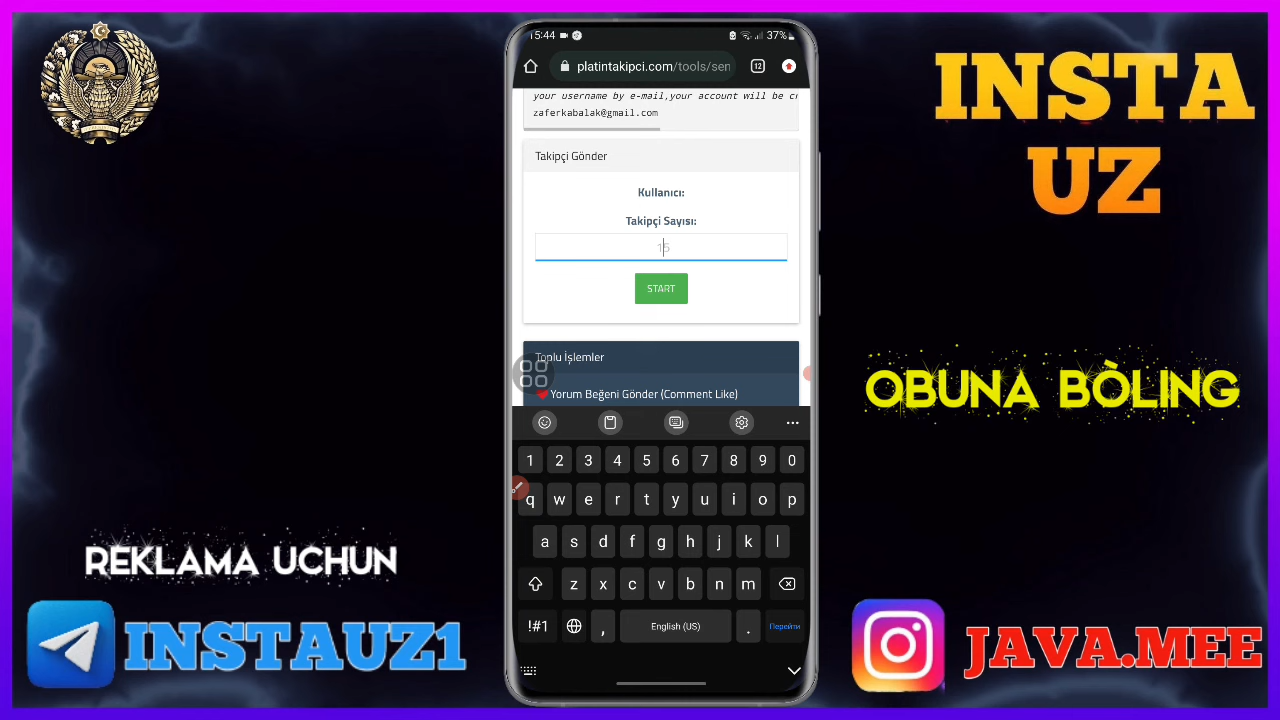 INSTA
UZ
OBUNA BÒLING
REKLAMA UCHUN
INSTAUZ1
JAVA.MEE
15:44
37%
platintakipci.com/tools/sen
12
your username by e-mail,your account will be cr
zaferkabalak@gmail.com
Takipçi Gönder
Kullanıcı:
Takipçi Sayısı:
15
START
Toplu İşlemler
Yorum Beğeni Gönder (Comment Like)
1 2 3 4 5 6 7 8 9 0
q w e r t y u i o p
a s d f g h j k l
z x c v b n m
!#1 , English (US) . Перейти